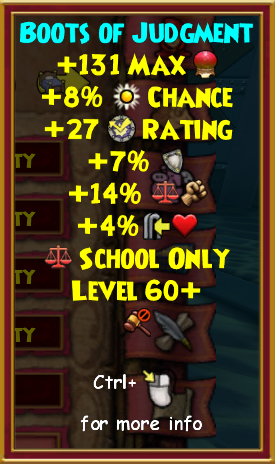 Boots of Judgment
+131 Max
+8% Chance
+27 Rating
+7%
+14%
+4%
School Only
Level 60+
Ctrl+
for more info